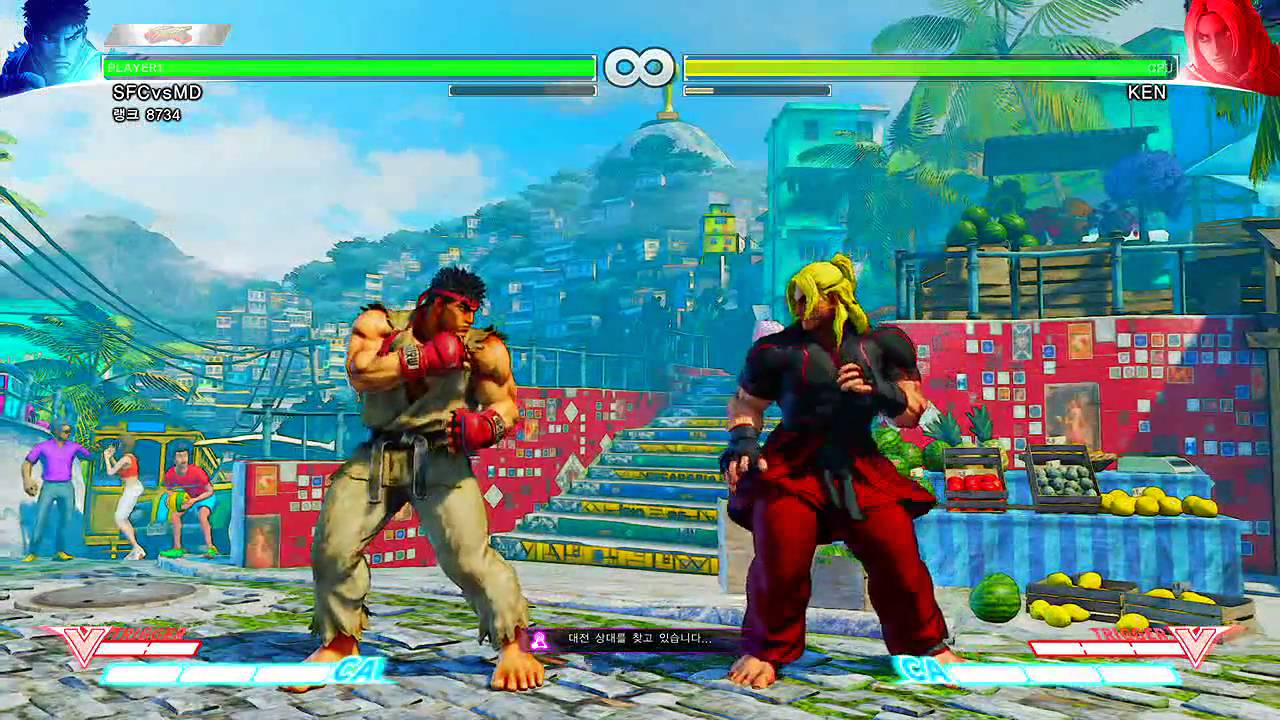 PLAYER1
CPU
SFCvsMD
KEN
랭크 8734
대전 상대를 찾고 있습니다...
TRIGGER
CA
CA